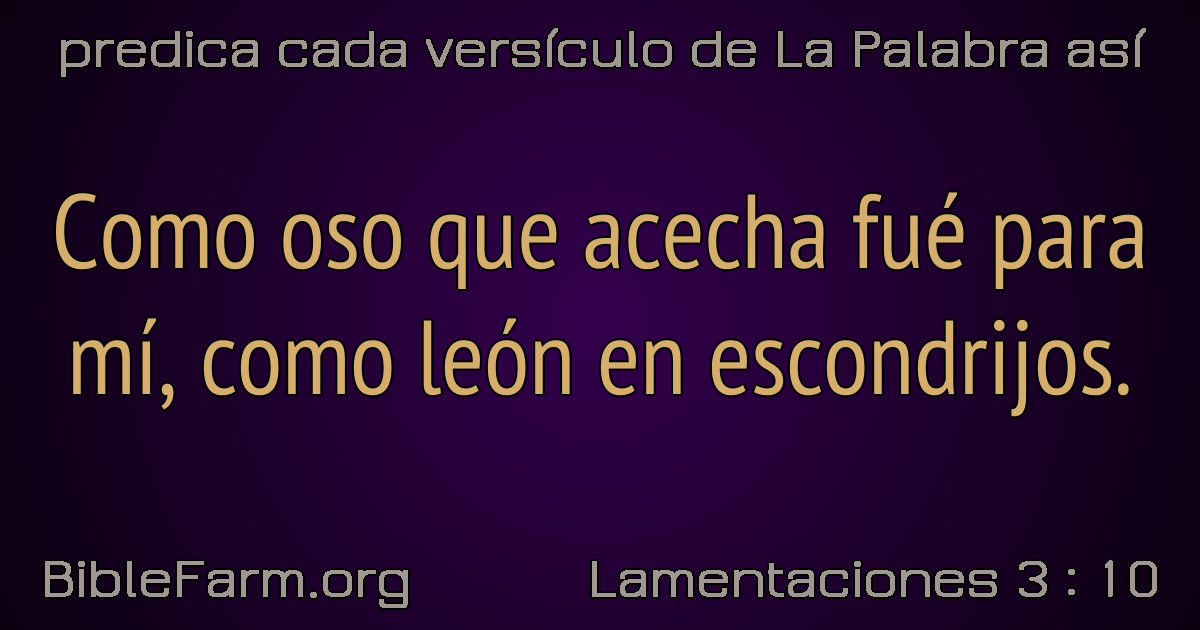 predica cada versículo de La Palabra así
Como oso que acecha fué para
mí, como león en escondrijos.
BibleFarm.org
Lamentaciones 3 : 10